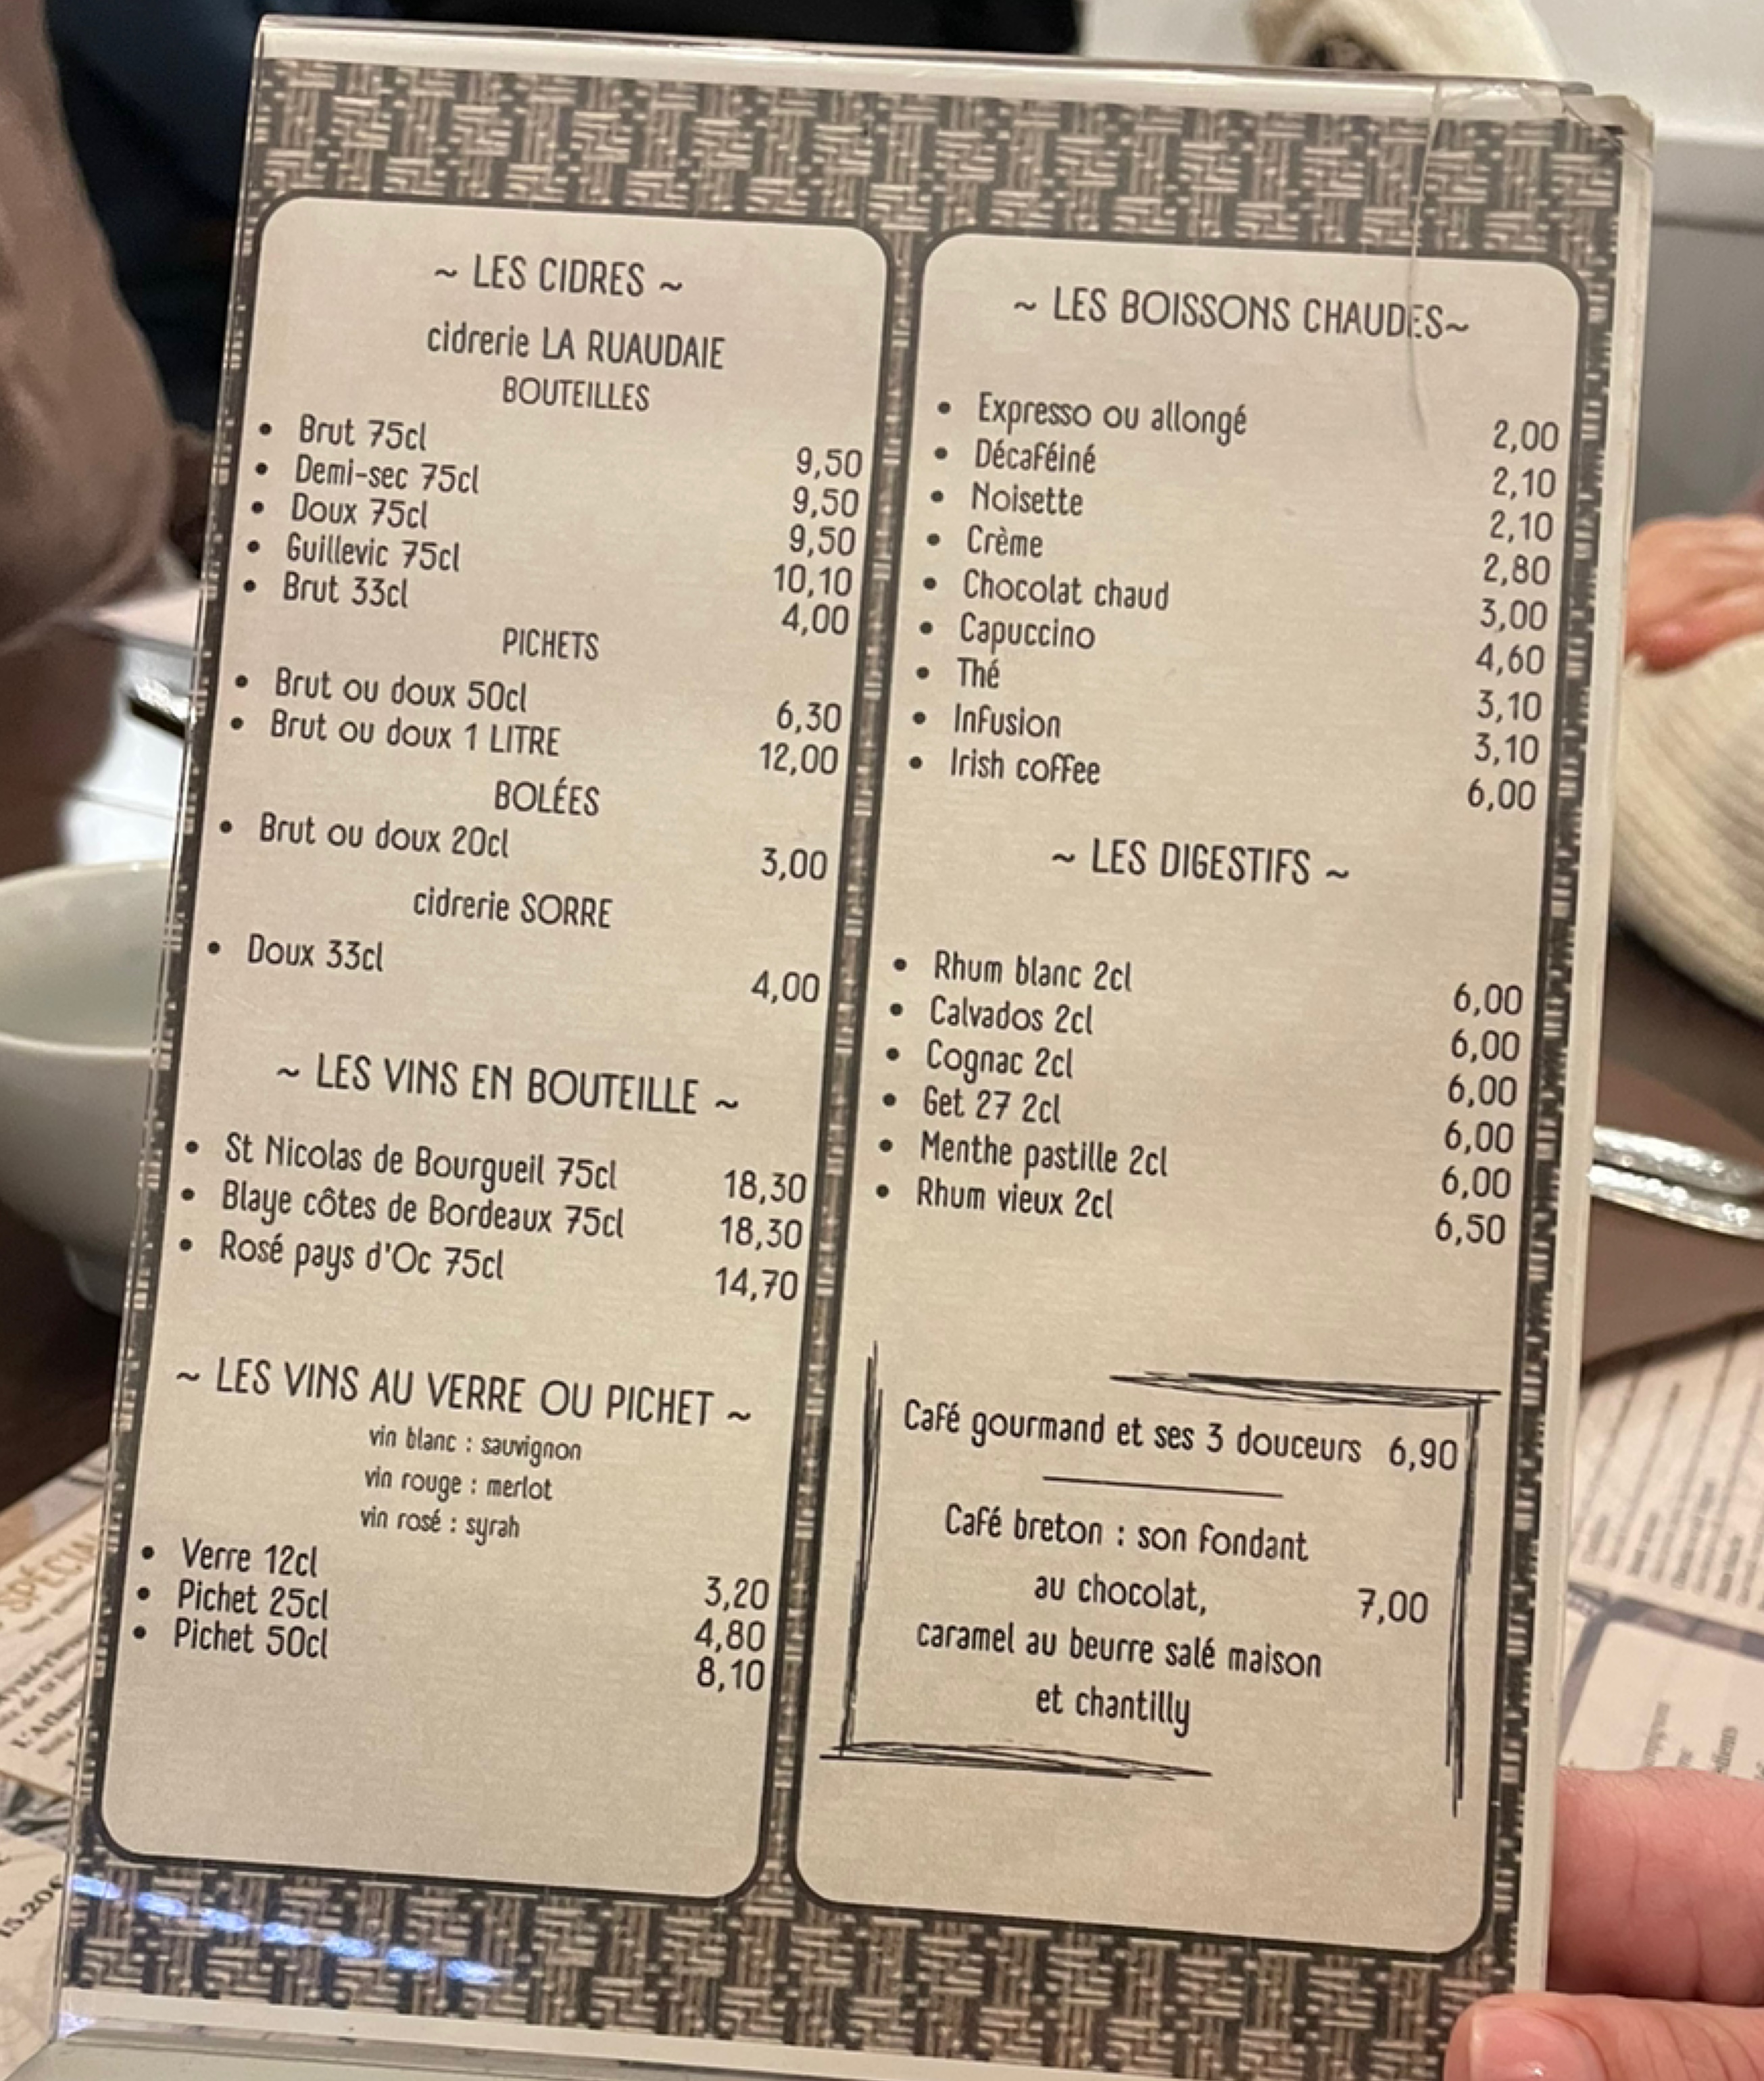 ~ LES CIDRES ~
cidrerie LA RUAUDAIE
BOUTEILLES
• Brut 75cl 9,50
• Demi-sec 75cl 9,50
• Doux 75cl 9,50
• Guillevic 75cl 10,10
• Brut 33cl 4,00
PICHETS
• Brut ou doux 50cl 6,30
• Brut ou doux 1 LITRE 12,00
BOLÉES
• Brut ou doux 20cl 3,00
cidrerie SORRE
• Doux 33cl 4,00
~ LES VINS EN BOUTEILLE ~
• St Nicolas de Bourgueil 75cl 18,30
• Blaye côtes de Bordeaux 75cl 18,30
• Rosé pays d'Oc 75cl 14,70
~ LES VINS AU VERRE OU PICHET ~
vin blanc : sauvignon
vin rouge : merlot
vin rosé : syrah
• Verre 12cl 3,20
• Pichet 25cl 4,80
• Pichet 50cl 8,10
~ LES BOISSONS CHAUDES~
• Expresso ou allongé 2,00
• Décaféiné 2,10
• Noisette 2,10
• Crème 2,80
• Chocolat chaud 3,00
• Capuccino 4,60
• Thé 3,10
• Infusion 3,10
• Irish coffee 6,00
~ LES DIGESTIFS ~
• Rhum blanc 2cl 6,00
• Calvados 2cl 6,00
• Cognac 2cl 6,00
• Get 27 2cl 6,00
• Menthe pastille 2cl 6,00
• Rhum vieux 2cl 6,50
Café gourmand et ses 3 douceurs 6,90
Café breton : son fondant
au chocolat, 7,00
caramel au beurre salé maison
et chantilly
15,20€